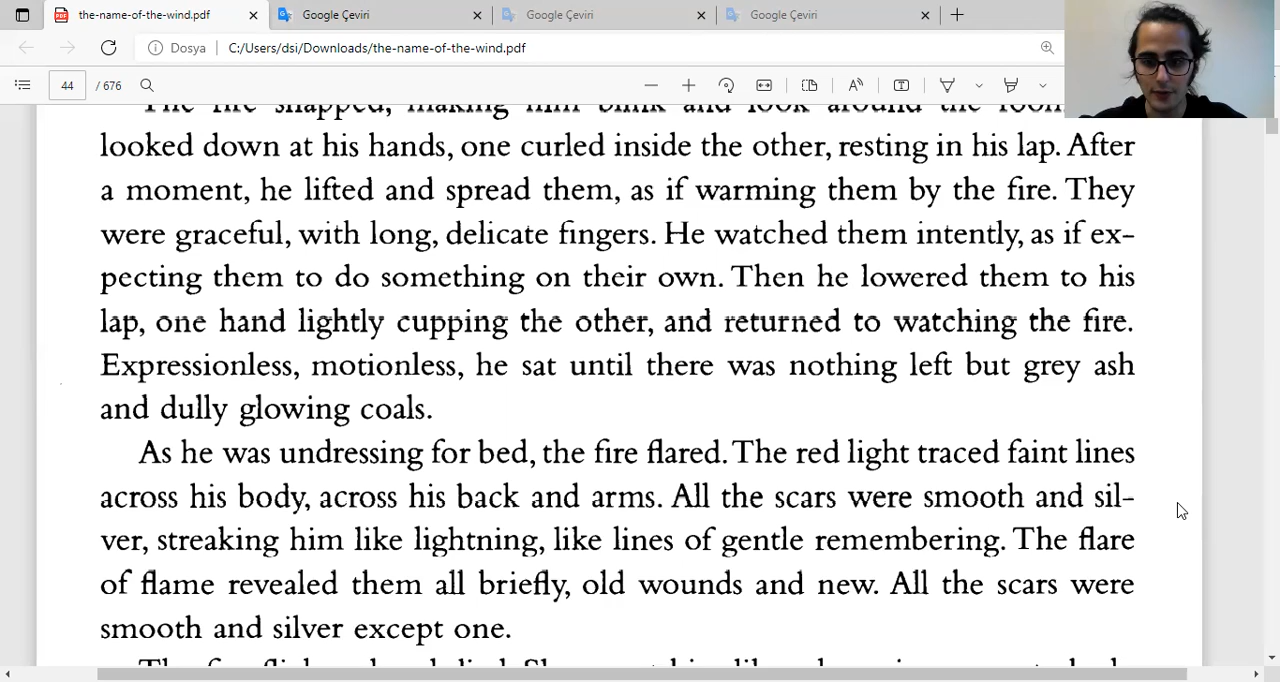 the-name-of-the-wind.pdf
Google Çeviri
Google Çeviri
Google Çeviri
Dosya
C:/Users/dsi/Downloads/the-name-of-the-wind.pdf
44 / 676
The fire snapped, making him blink and look around the room.
looked down at his hands, one curled inside the other, resting in his lap. After
a moment, he lifted and spread them, as if warming them by the fire. They
were graceful, with long, delicate fingers. He watched them intently, as if ex-
pecting them to do something on their own. Then he lowered them to his
lap, one hand lightly cupping the other, and returned to watching the fire.
Expressionless, motionless, he sat until there was nothing left but grey ash
and dully glowing coals.
As he was undressing for bed, the fire flared. The red light traced faint lines
across his body, across his back and arms. All the scars were smooth and sil-
ver, streaking him like lightning, like lines of gentle remembering. The flare
of flame revealed them all briefly, old wounds and new. All the scars were
smooth and silver except one.